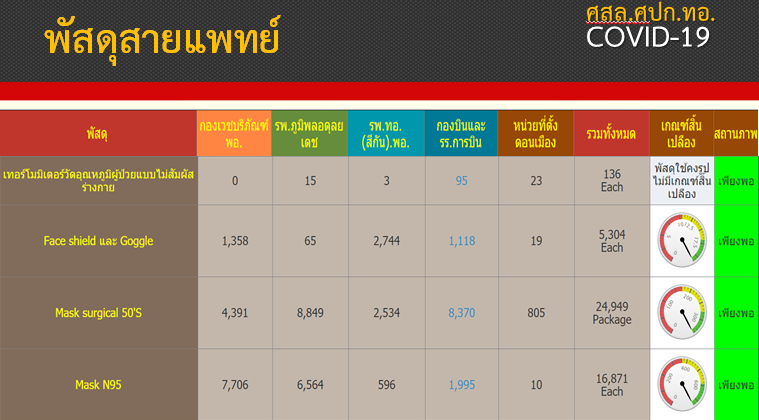 พัสดุสายแพทย์
ศสล.ศปก.ทอ.
COVID-19
พัสดุ กองเวชบริภัณฑ์ พอ. รพ.ภูมิพลอดุลย เดช รพ.ทอ. (สีกัน).พอ. กองบินและ รร.การบิน หน่วยที่ตั้ง ดอนเมือง รวมทั้งหมด เกณฑ์สิ้น เปลือง สถานภาพ
เทอร์โมมิเตอร์วัดอุณหภูมิผู้ป่วยแบบไม่สัมผัส
ร่างกาย
0 15 3 95 23 136 Each พัสดุใช้คงรูป ไม่มีเกณฑ์สิ้น เปลือง เพียงพอ
Face shield และ Goggle 1,358 65 2,744 1,118 19 5,304 Each เพียงพอ
Mask surgical 50'S 4,391 8,849 2,534 8,370 805 24,949 Package เพียงพอ
Mask N95 7,706 6,564 596 1,995 10 16,871 Each เพียงพอ